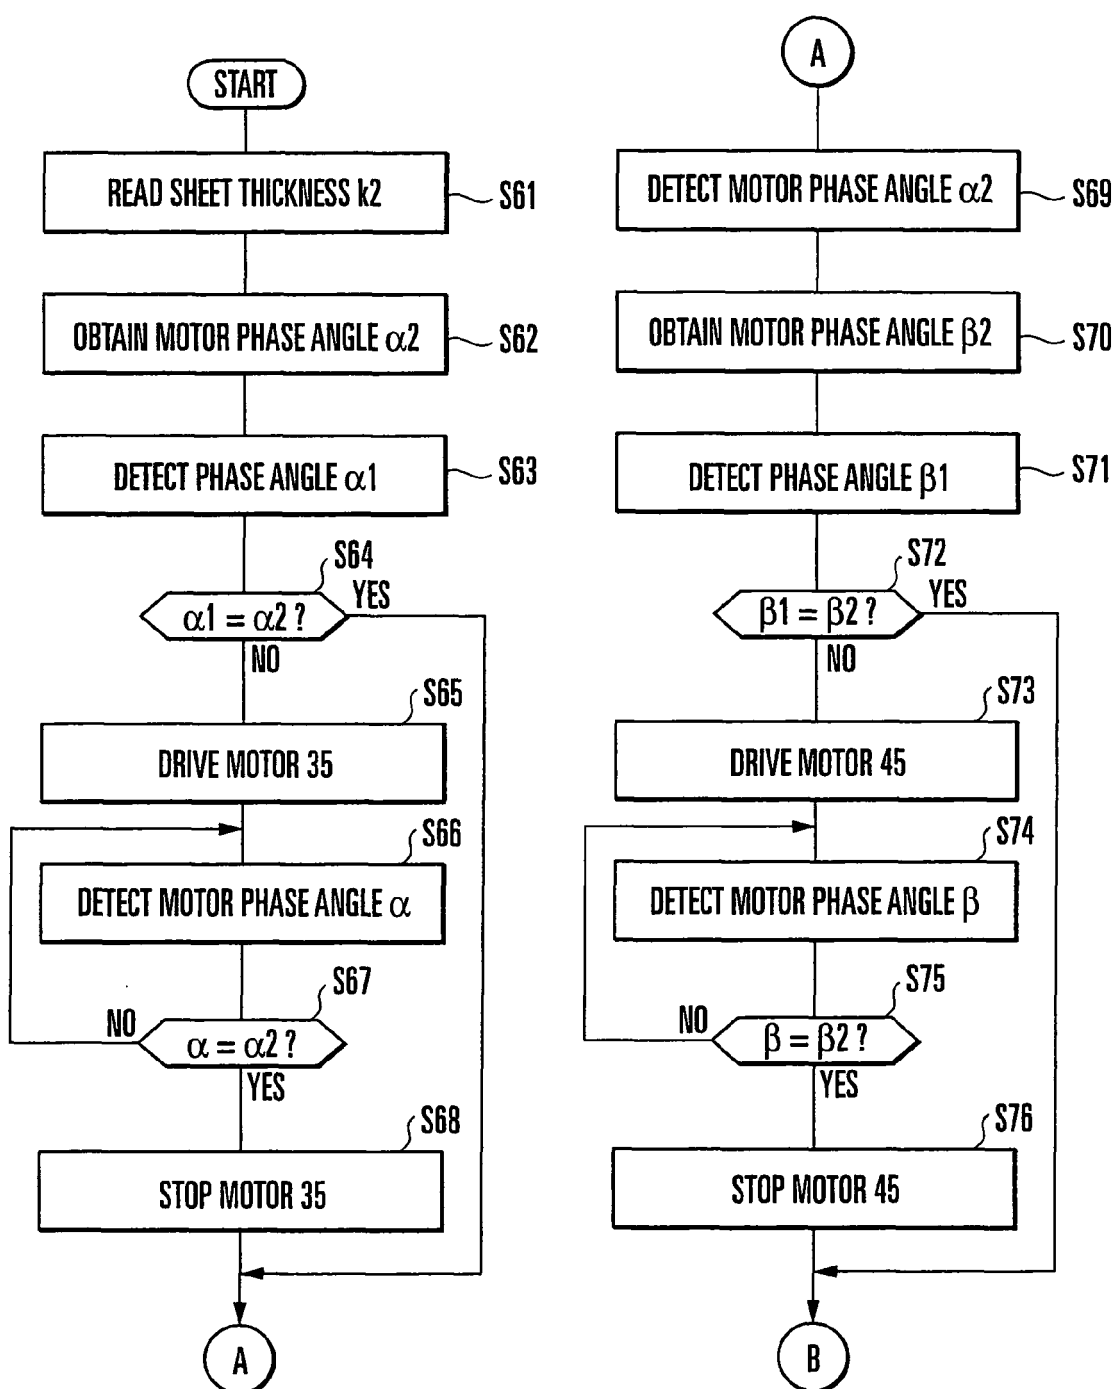 START
READ SHEET THICKNESS k2
S61
OBTAIN MOTOR PHASE ANGLE α2
S62
DETECT PHASE ANGLE α1
S63
S64
α1 = α2 ?
YES
NO
S65
DRIVE MOTOR 35
S66
DETECT MOTOR PHASE ANGLE α
S67
NO
α = α2 ?
YES
S68
STOP MOTOR 35
A
A
DETECT MOTOR PHASE ANGLE α2
S69
OBTAIN MOTOR PHASE ANGLE β2
S70
DETECT PHASE ANGLE β1
S71
S72
β1 = β2 ?
YES
NO
S73
DRIVE MOTOR 45
S74
DETECT MOTOR PHASE ANGLE β
S75
NO
β = β2 ?
YES
S76
STOP MOTOR 45
B